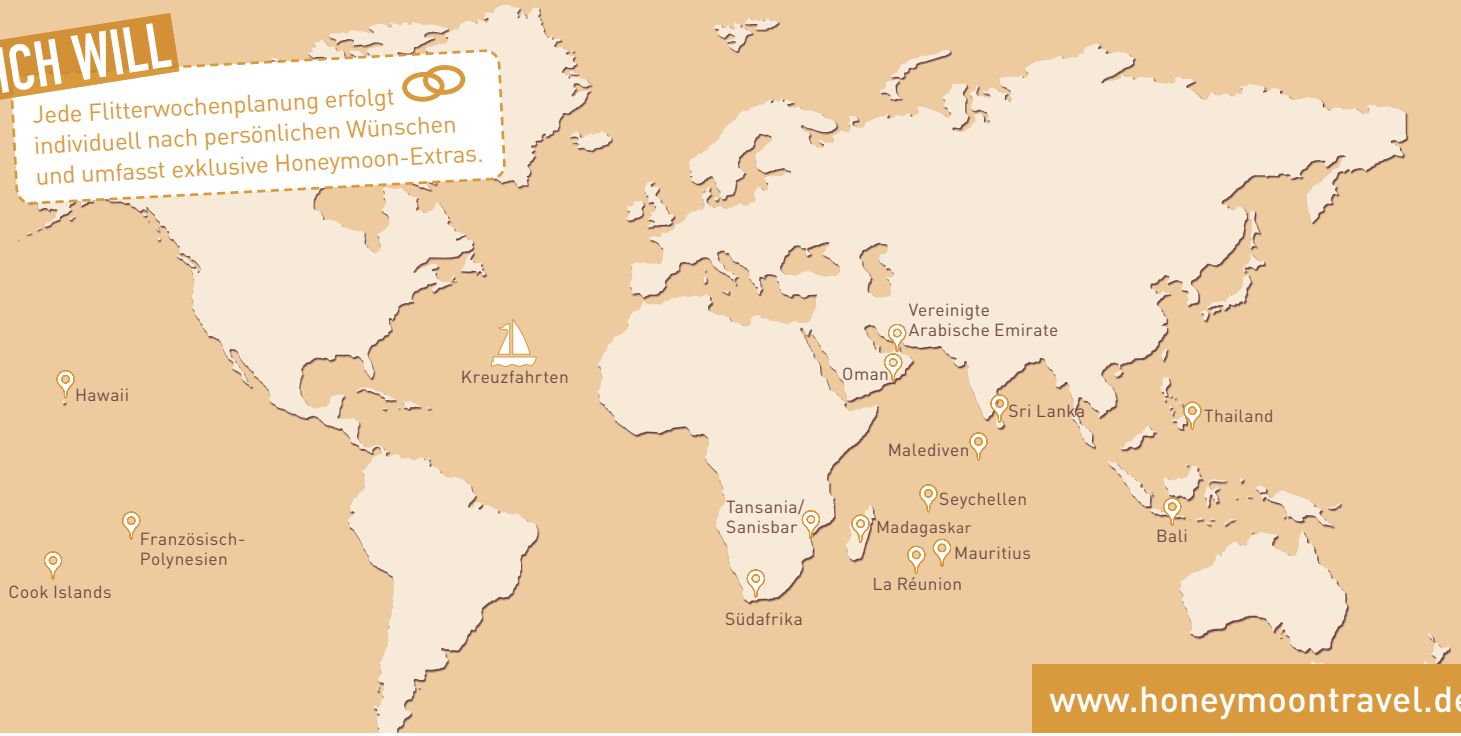 ICH WILL
Jede Flitterwochenplanung erfolgt
individuell nach persönlichen Wünschen
und umfasst exklusive Honeymoon-Extras.
Vereinigte
Arabische Emirate
Oman
Kreuzfahrten
Hawaii
Sri Lanka
Thailand
Malediven
Seychellen
Tansania/
Sanisbar
Madagaskar
Französisch-
Polynesien
Bali
Mauritius
La Réunion
Cook Islands
Südafrika
www.honeymoontravel.de